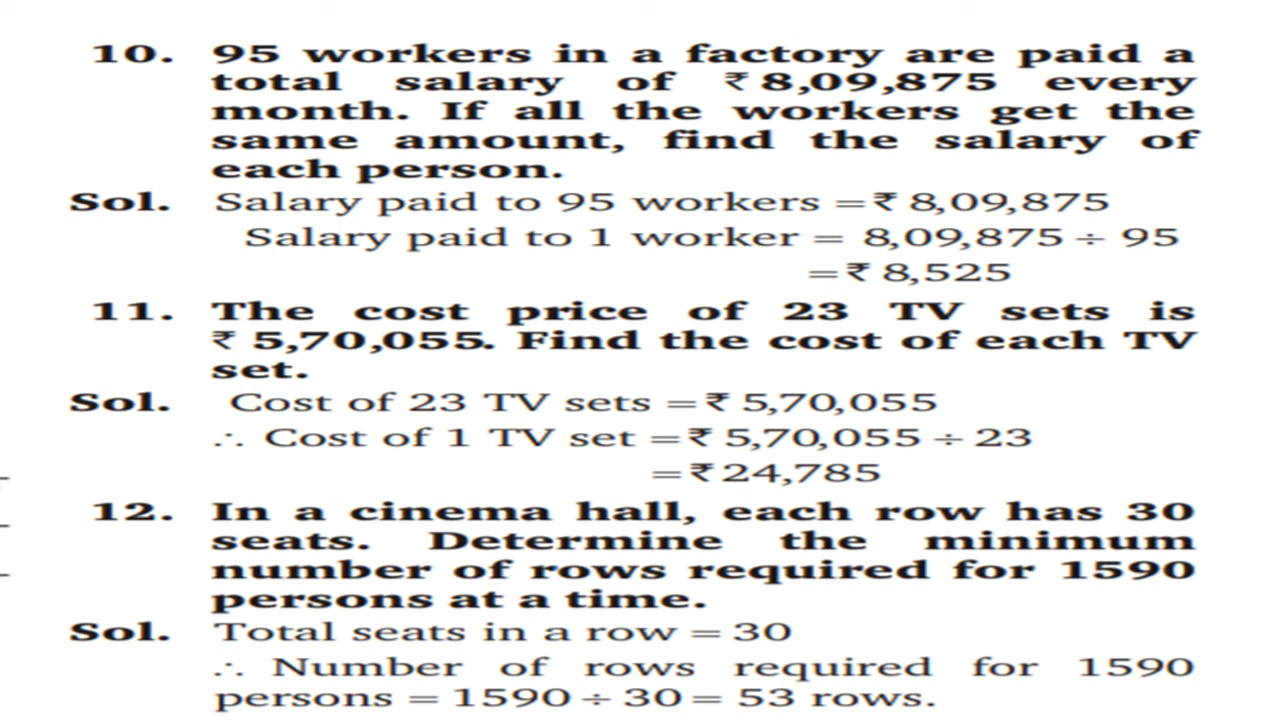 10. 95 workers in a factory are paid a
total salary of ₹ 8,09,875 every
month. If all the workers get the
same amount, find the salary of
each person.
Sol. Salary paid to 95 workers = ₹ 8,09,875
Salary paid to 1 worker = 8,09,875 ÷ 95
= ₹ 8,525
11. The cost price of 23 TV sets is
₹ 5,70,055. Find the cost of each TV
set.
Sol. Cost of 23 TV sets = ₹ 5,70,055
∴ Cost of 1 TV set = ₹ 5,70,055 ÷ 23
= ₹ 24,785
12. In a cinema hall, each row has 30
seats. Determine the minimum
number of rows required for 1590
persons at a time.
Sol. Total seats in a row = 30
∴ Number of rows required for 1590
persons = 1590 ÷ 30 = 53 rows.